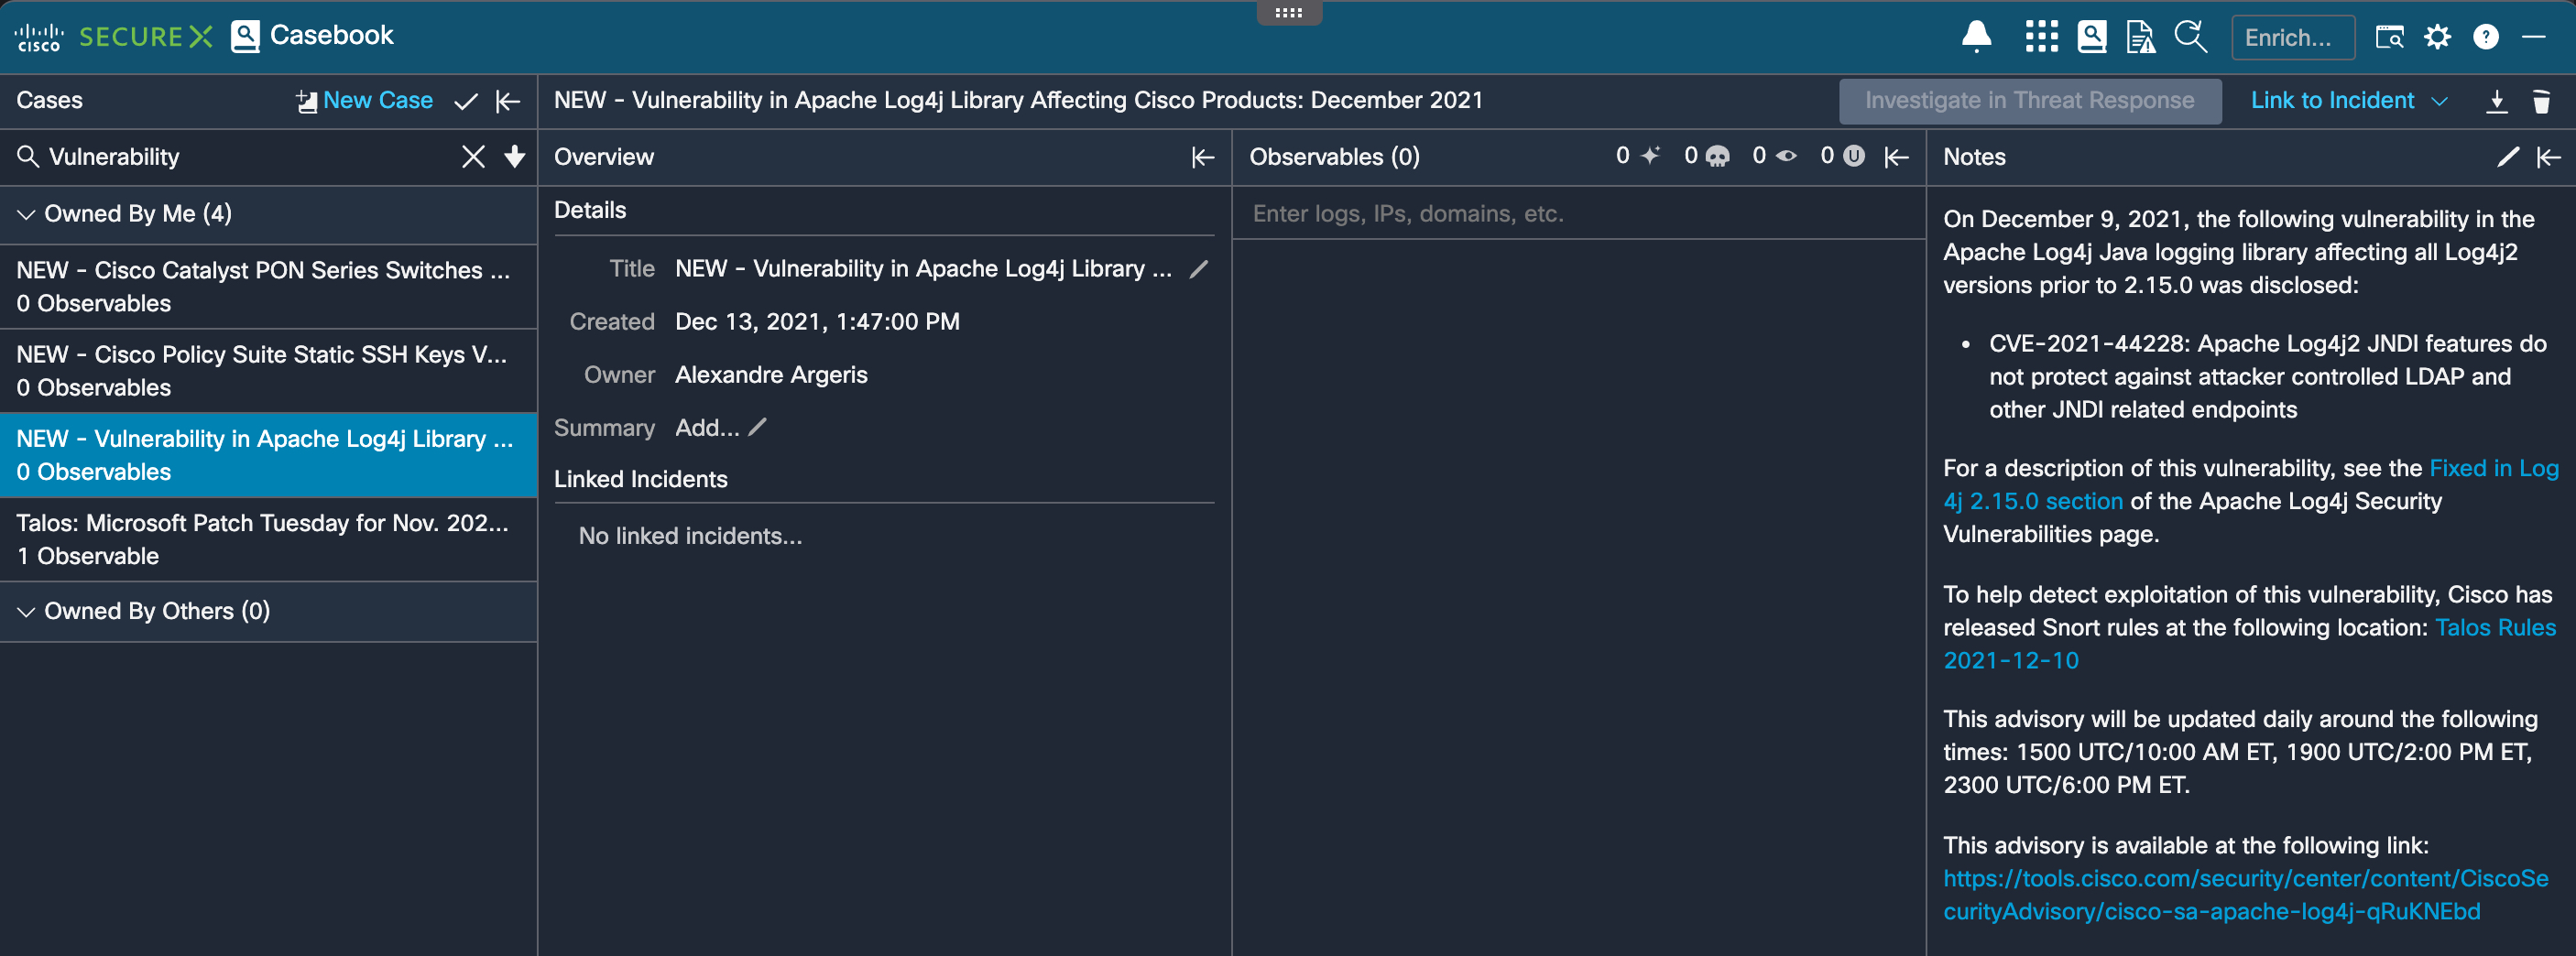 CISCO SECUREX Casebook
Enrich...
Cases
New Case
NEW - Vulnerability in Apache Log4j Library Affecting Cisco Products: December 2021
Investigate in Threat Response
Link to Incident
Vulnerability
Owned By Me (4)
NEW - Cisco Catalyst PON Series Switches ...
0 Observables
NEW - Cisco Policy Suite Static SSH Keys V...
0 Observables
NEW - Vulnerability in Apache Log4j Library ...
0 Observables
Talos: Microsoft Patch Tuesday for Nov. 202...
1 Observable
Owned By Others (0)
Overview
Details
Title NEW - Vulnerability in Apache Log4j Library ...
Created Dec 13, 2021, 1:47:00 PM
Owner Alexandre Argeris
Summary Add...
Linked Incidents
No linked incidents...
Observables (0)
0 0 0 0 U
Enter logs, IPs, domains, etc.
Notes
On December 9, 2021, the following vulnerability in the
Apache Log4j Java logging library affecting all Log4j2
versions prior to 2.15.0 was disclosed:
• CVE-2021-44228: Apache Log4j2 JNDI features do
not protect against attacker controlled LDAP and
other JNDI related endpoints
For a description of this vulnerability, see the Fixed in Log
4j 2.15.0 section of the Apache Log4j Security
Vulnerabilities page.
To help detect exploitation of this vulnerability, Cisco has
released Snort rules at the following location: Talos Rules
2021-12-10
This advisory will be updated daily around the following
times: 1500 UTC/10:00 AM ET, 1900 UTC/2:00 PM ET,
2300 UTC/6:00 PM ET.
This advisory is available at the following link:
https://tools.cisco.com/security/center/content/CiscoSe
curityAdvisory/cisco-sa-apache-log4j-qRuKNEbd